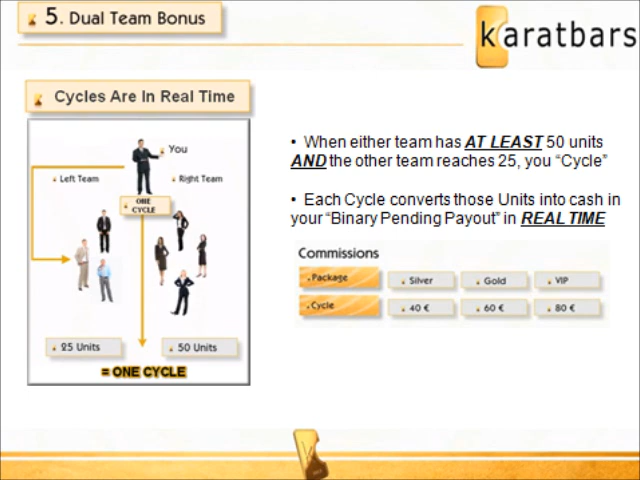 5. Dual Team Bonus
karatbars
Cycles Are In Real Time
You
Left Team
Right Team
ONE
CYCLE
25 Units
50 Units
= ONE CYCLE
• When either team has AT LEAST 50 units
AND the other team reaches 25, you “Cycle”
• Each Cycle converts those Units into cash in
your “Binary Pending Payout” in REAL TIME
Commissions
Package Silver Gold VIP
Cycle 40 € 60 € 80 €